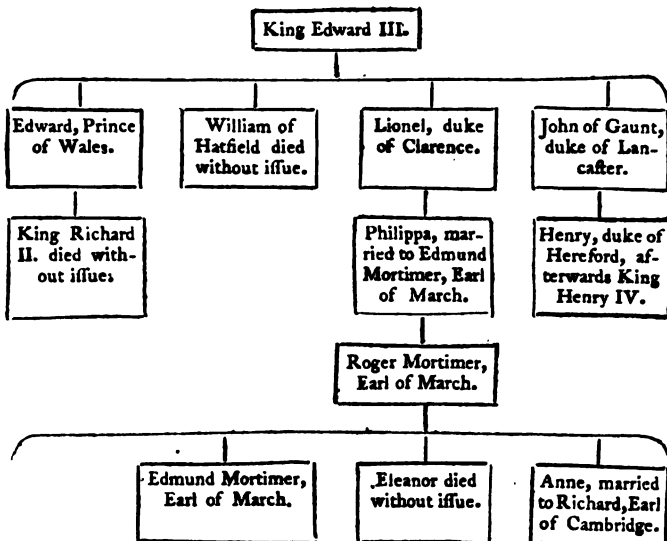 King Edward III.
Edward, Prince
of Wales.
William of
Hatfield died
without iſſue.
Lionel, duke
of Clarence.
John of Gaunt,
duke of Lan-
caſter.
King Richard
II. died with-
out iſſue:
Philippa, mar-
ried to Edmund
Mortimer, Earl
of March.
Henry, duke of
Hereford, af-
terwards King
Henry IV.
Roger Mortimer,
Earl of March.
Edmund Mortimer,
Earl of March.
Eleanor died
without iſſue.
Anne, married
to Richard, Earl
of Cambridge.